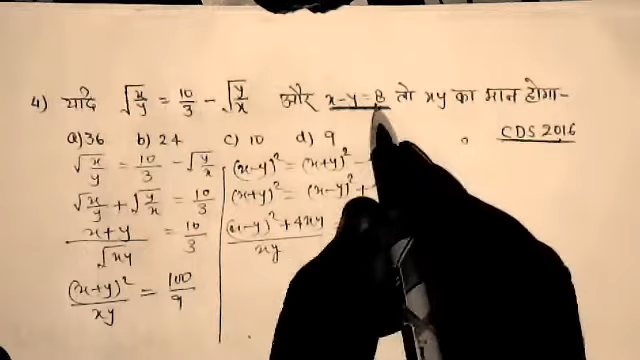 4) यदि √x/y = 10/3 - √y/x और x-y=8 तो xy का मान होगा-
a)36 b) 24 c) 10 d) 9
CDS 2016
√x/y = 10/3 - √y/x
√x/y + √y/x = 10/3
x+y/√xy = 10/3
(x+y)²/xy = 100/9
(x-y)² = (x+y)² -
(x+y)² = (x-y)² +
(x-y)² + 4xy/xy